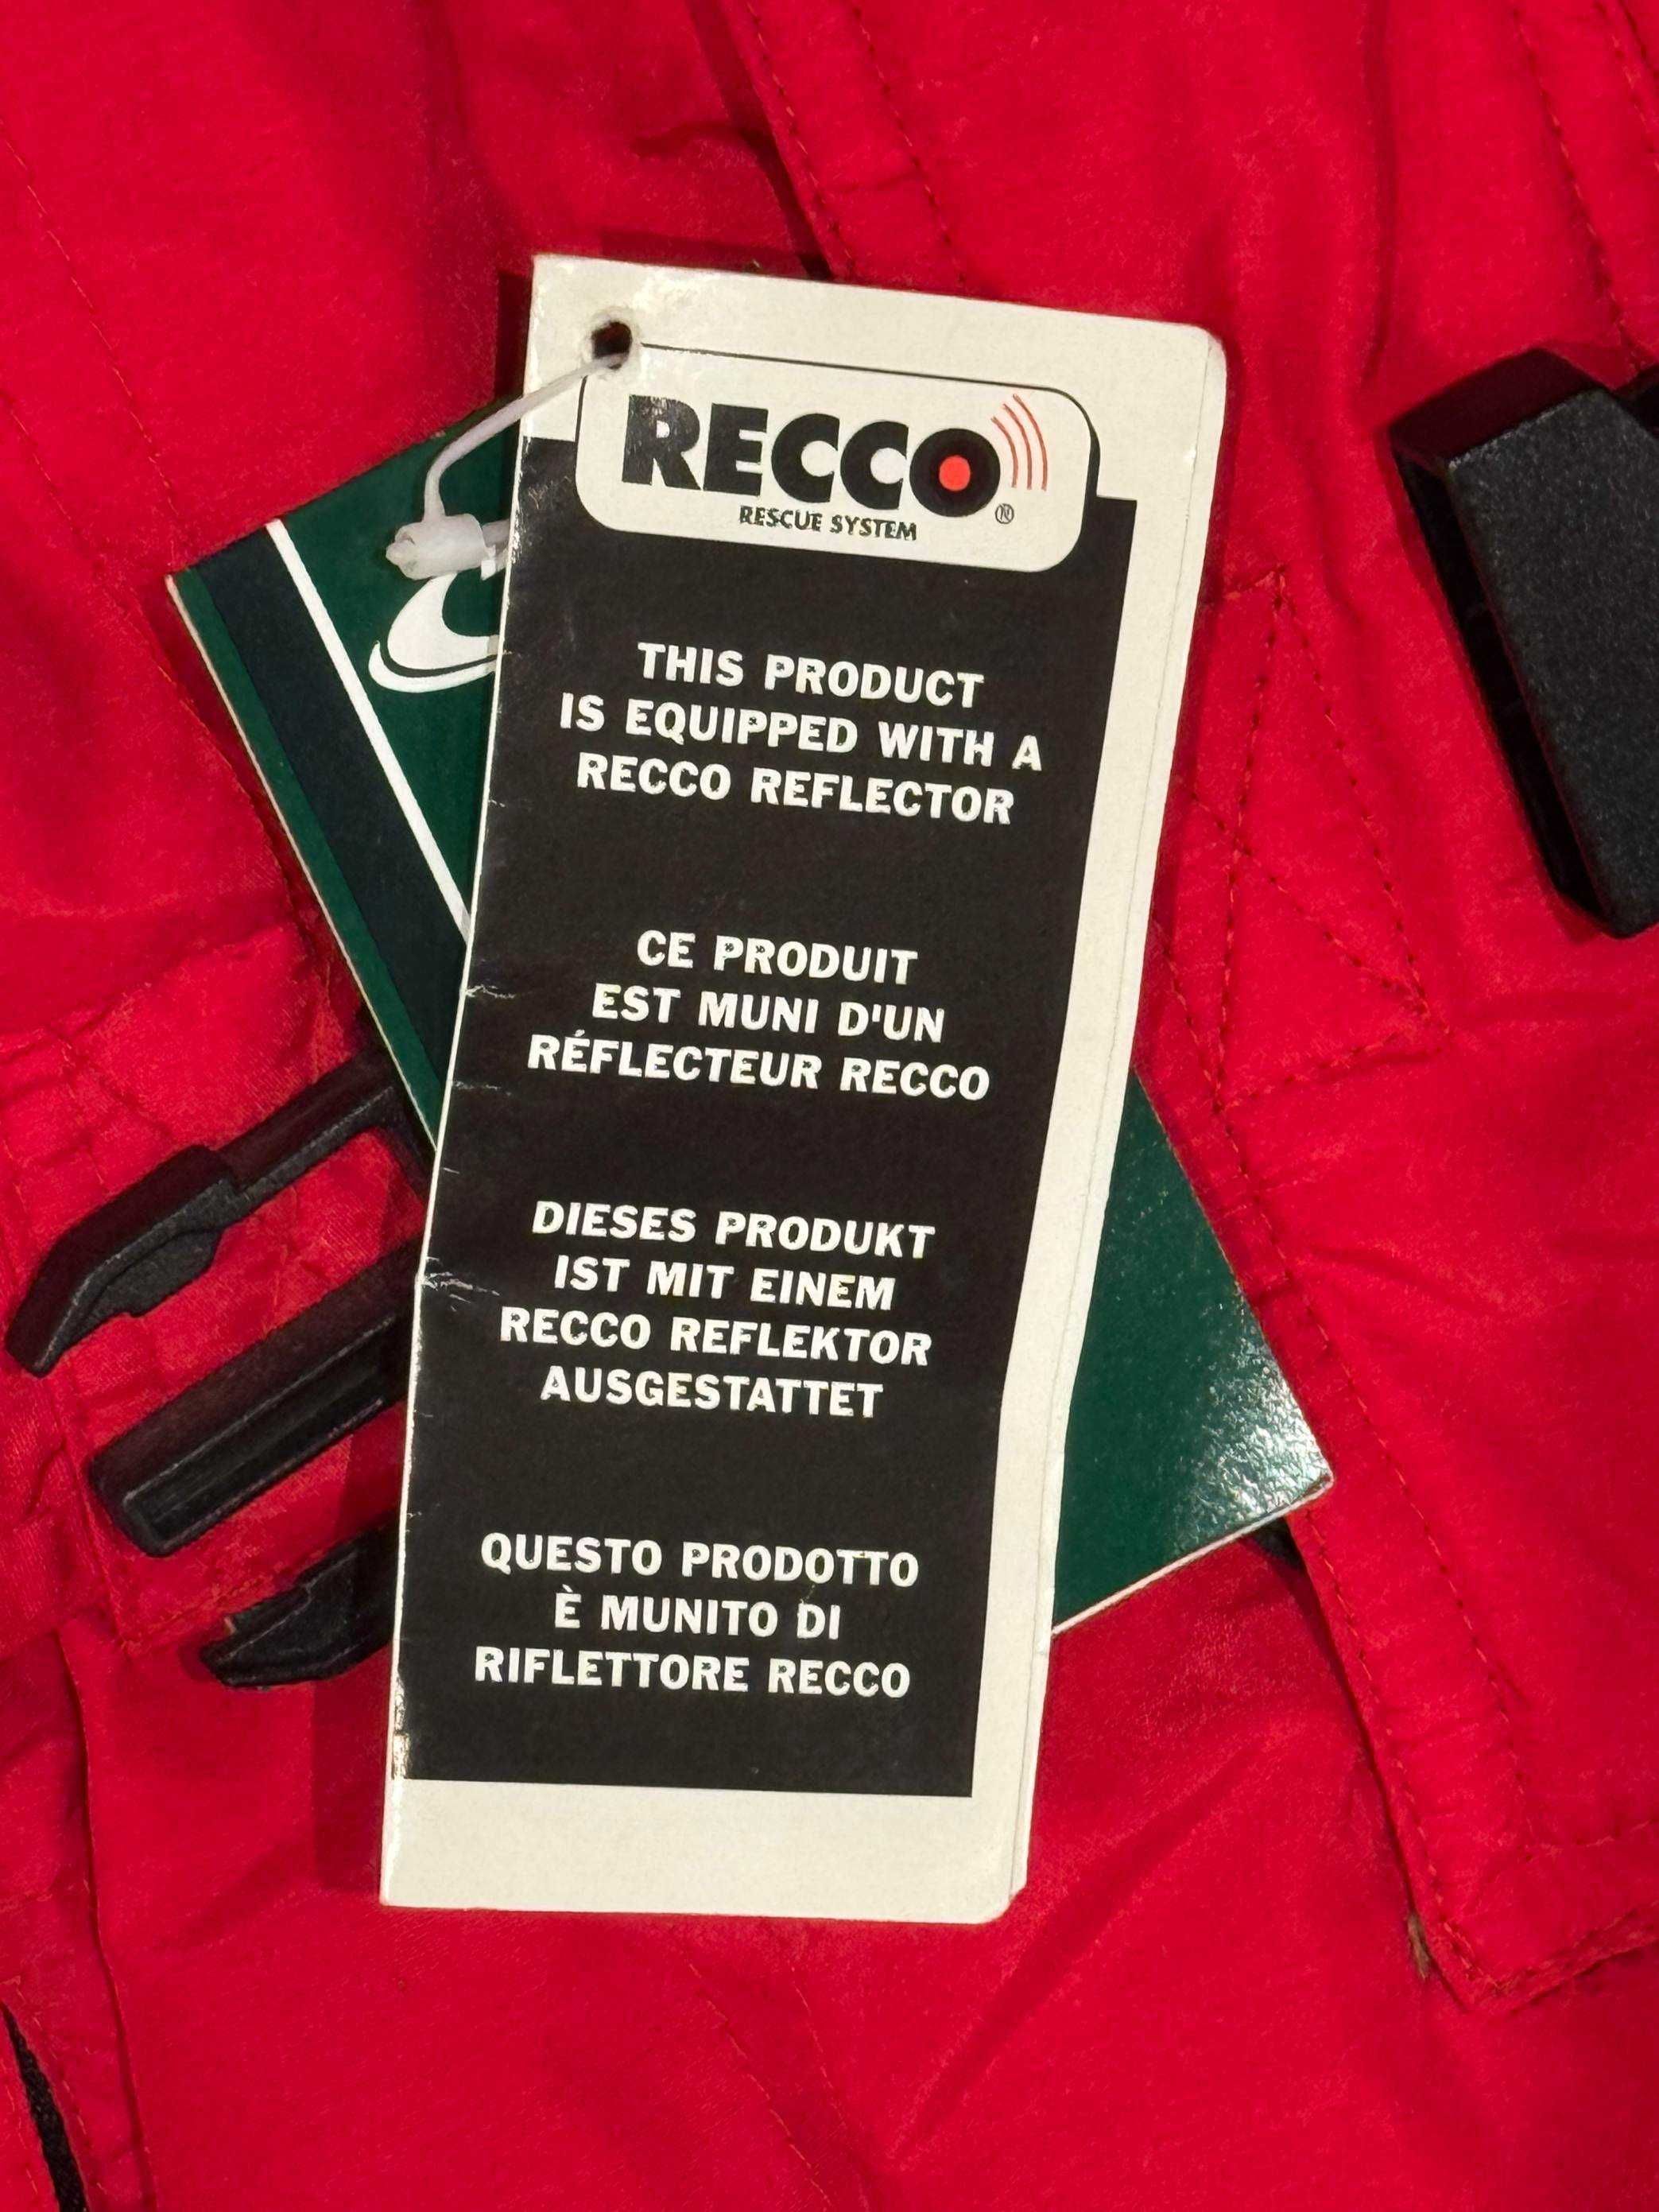 RECCO
RESCUE SYSTEM
THIS PRODUCT
IS EQUIPPED WITH A
RECCO REFLECTOR
CE PRODUIT
EST MUNI D'UN
RÉFLECTEUR RECCO
DIESES PRODUKT
IST MIT EINEM
RECCO REFLEKTOR
AUSGESTATTET
QUESTO PRODOTTO
È MUNITO DI
RIFLETTORE RECCO